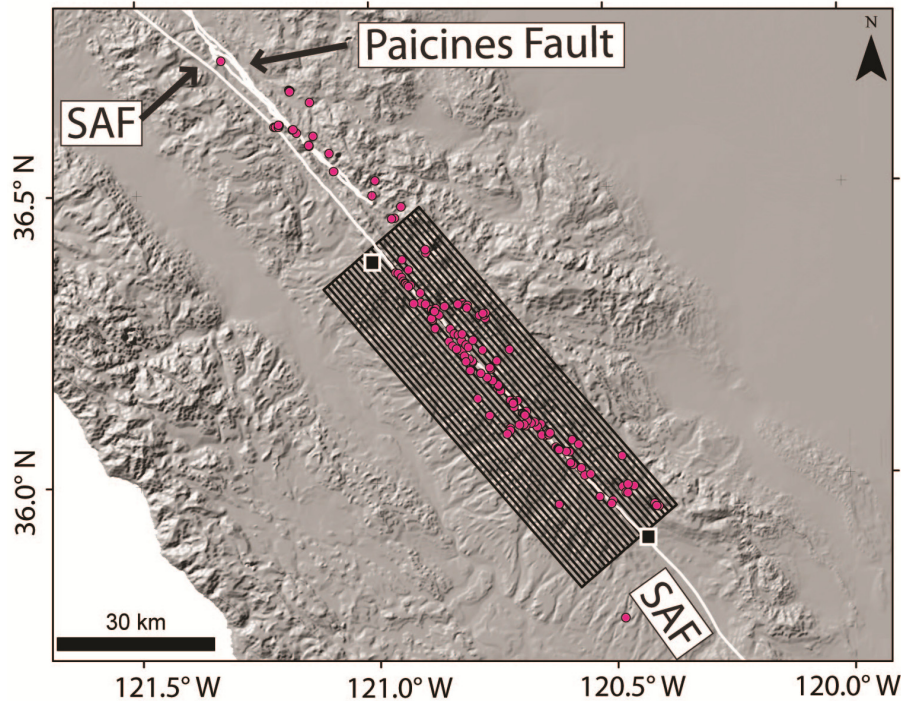 N
Paicines Fault
SAF
36.5° N
36.0° N
SAF
30 km
121.5° W
121.0° W
120.5° W
120.0° W